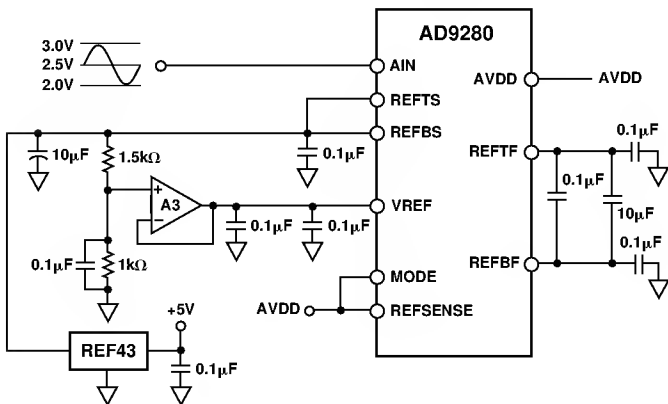 AD9280
3.0V
2.5V
2.0V
AIN
AVDD
AVDD
REFTS
REFBS
10µF
1.5kΩ
0.1µF
0.1µF
REFTF
0.1µF
10µF
+
A3
−
VREF
0.1µF
0.1µF
0.1µF
REFBF
0.1µF
1kΩ
MODE
AVDD
REFSENSE
+5V
REF43
0.1µF